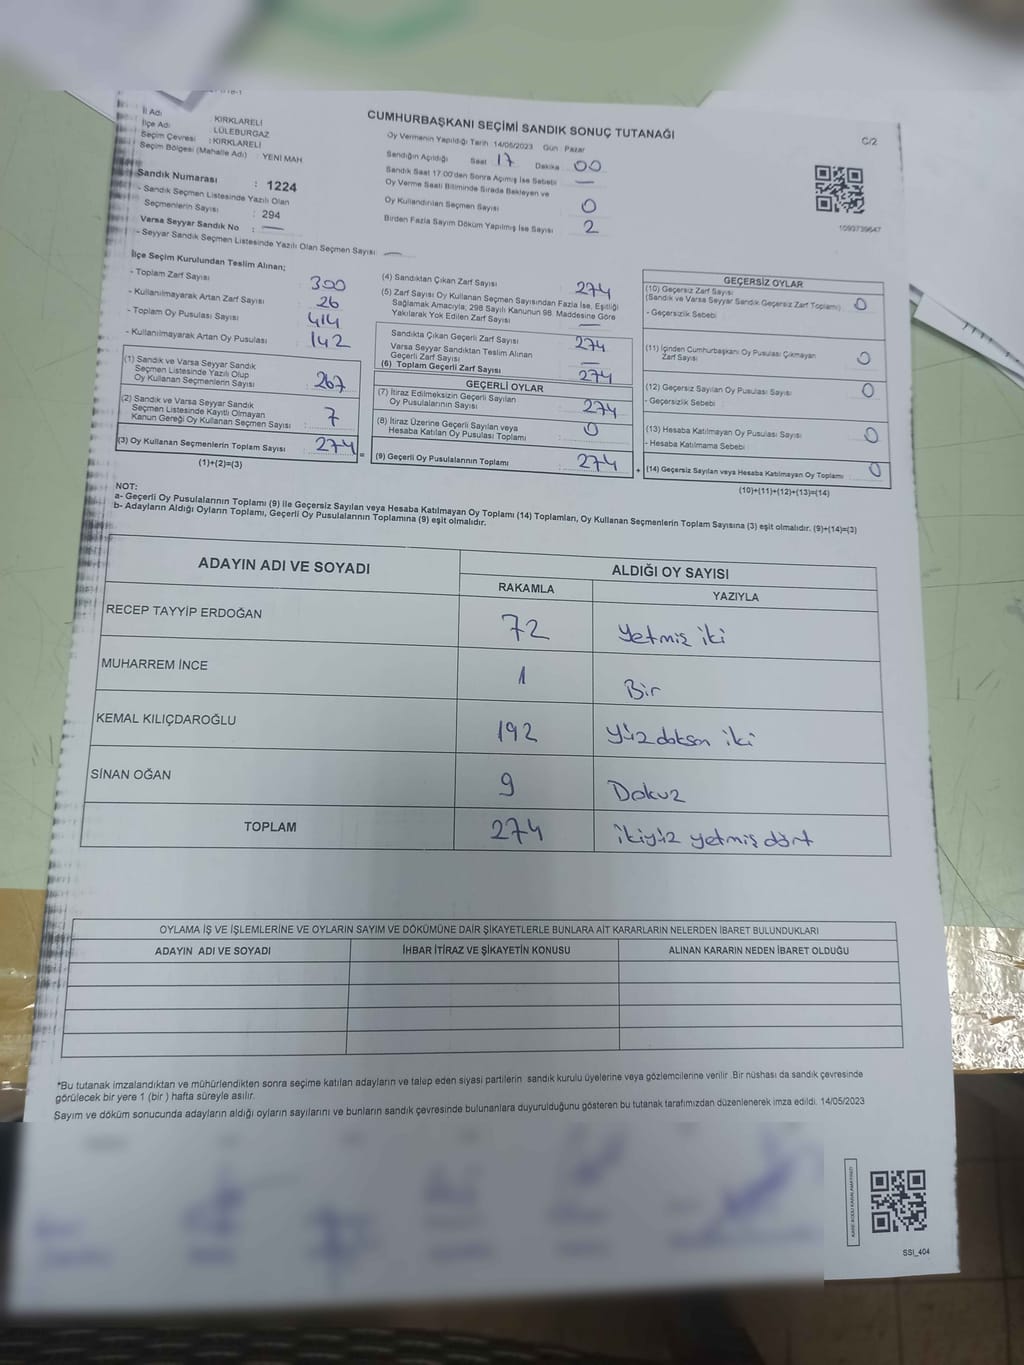 CUMHURBAŞKANI SEÇİMİ SANDIK SONUÇ TUTANAĞI
C/2
İl Adı : KIRKLARELİ
İlçe Adı : LÜLEBURGAZ
Seçim Çevresi : KIRKLARELİ
Seçim Bölgesi (Mahalle Adı) : YENİ MAH
Sandık Numarası : 1224
- Sandık Seçmen Listesinde Yazılı Olan
Seçmenlerin Sayısı : 294
Varsa Seyyar Sandık No : —
- Seyyar Sandık Seçmen Listesinde Yazılı Olan Seçmen Sayısı : —
Oy Vermenin Yapıldığı Tarih 14/05/2023 Gün : Pazar
Sandığın Açıldığı Saat 17 Dakika 00
Sandık Saat 17:00'den Sonra Açılmış İse Sebebi —
Oy Verme Saati Bitiminde Sırada Bekleyen ve
Oy Kullandırılan Seçmen Sayısı 0
Birden Fazla Sayım Döküm Yapılmış İse Sayısı 2
1093739647
İlçe Seçim Kurulundan Teslim Alınan;
- Toplam Zarf Sayısı 300
- Kullanılmayarak Artan Zarf Sayısı 26
- Toplam Oy Pusulası Sayısı 414
- Kullanılmayarak Artan Oy Pusulası 142
(1) Sandık ve Varsa Seyyar Sandık
Seçmen Listesinde Yazılı Olup
Oy Kullanan Seçmenlerin Sayısı : 267
(2) Sandık ve Varsa Seyyar Sandık
Seçmen Listesinde Kayıtlı Olmayan
Kanun Gereği Oy Kullanan Seçmen Sayısı : 7
(3) Oy Kullanan Seçmenlerin Toplam Sayısı : 274
(1)+(2)=(3)
(4) Sandıktan Çıkan Zarf Sayısı 274
(5) Zarf Sayısı Oy Kullanan Seçmen Sayısından Fazla İse, Eşitliği
Sağlamak Amacıyla; 298 Sayılı Kanunun 98. Maddesine Göre
Yakılarak Yok Edilen Zarf Sayısı —
Sandıkta Çıkan Geçerli Zarf Sayısı 274
Varsa Seyyar Sandıktan Teslim Alınan
Geçerli Zarf Sayısı —
(6) Toplam Geçerli Zarf Sayısı 274
GEÇERLİ OYLAR
(7) İtiraz Edilmeksizin Geçerli Sayılan
Oy Pusulalarının Sayısı 274
(8) İtiraz Üzerine Geçerli Sayılan veya
Hesaba Katılan Oy Pusulası Toplamı : 0
= (9) Geçerli Oy Pusulalarının Toplamı : 274
GEÇERSİZ OYLAR
(10) Geçersiz Zarf Sayısı
(Sandık ve Varsa Seyyar Sandık Geçersiz Zarf Toplamı) 0
- Geçersizlik Sebebi :
(11) İçinden Cumhurbaşkanı Oy Pusulası Çıkmayan
Zarf Sayısı 0
(12) Geçersiz Sayılan Oy Pusulası Sayısı 0
- Geçersizlik Sebebi :
(13) Hesaba Katılmayan Oy Pusulası Sayısı 0
- Hesaba Katılmama Sebebi :
+ (14) Geçersiz Sayılan veya Hesaba Katılmayan Oy Toplamı : 0
(10)+(11)+(12)+(13)=(14)
NOT:
a- Geçerli Oy Pusulalarının Toplamı (9) ile Geçersiz Sayılan veya Hesaba Katılmayan Oy Toplamı (14) Toplamları, Oy Kullanan Seçmenlerin Toplam Sayısına (3) eşit olmalıdır. (9)+(14)=(3)
b- Adayların Aldığı Oyların Toplamı, Geçerli Oy Pusulalarının Toplamına (9) eşit olmalıdır.
ADAYIN ADI VE SOYADI ALDIĞI OY SAYISI
RAKAMLA YAZIYLA
RECEP TAYYİP ERDOĞAN 72 Yetmiş iki
MUHARREM İNCE 1 Bir
KEMAL KILIÇDAROĞLU 192 Yüzdoksan iki
SİNAN OĞAN 9 Dokuz
TOPLAM 274 ikiyüz yetmiş dört
OYLAMA İŞ VE İŞLEMLERİNE VE OYLARIN SAYIM VE DÖKÜMÜNE DAİR ŞİKAYETLERLE BUNLARA AİT KARARLARIN NELERDEN İBARET BULUNDUKLARI
ADAYIN ADI VE SOYADI İHBAR İTİRAZ VE ŞİKAYETİN KONUSU ALINAN KARARIN NEDEN İBARET OLDUĞU
*Bu tutanak imzalandıktan ve mühürlendikten sonra seçime katılan adayların ve talep eden siyasi partilerin sandık kurulu üyelerine veya gözlemcilerine verilir. Bir nüshası da sandık çevresinde
görülecek bir yere 1 (bir) hafta süreyle asılır.
Sayım ve döküm sonucunda adayların aldığı oyların sayılarını ve bunların sandık çevresinde bulunanlara duyurulduğunu gösteren bu tutanak tarafımızdan düzenlenerek imza edildi. 14/05/2023
SSI_404